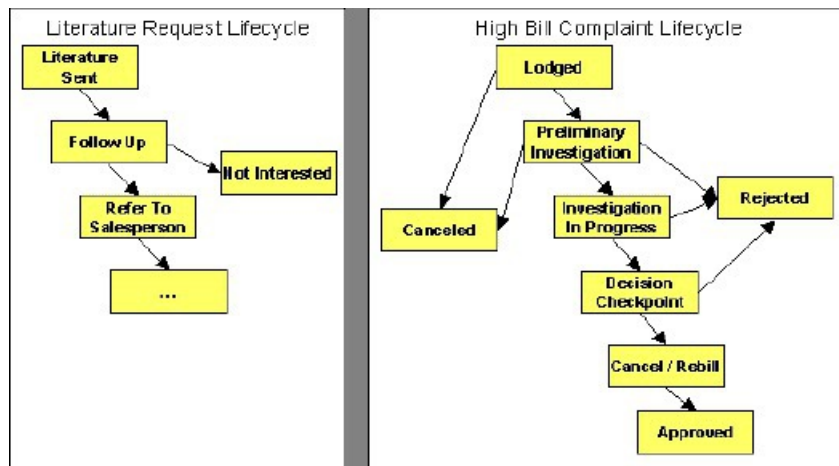 Literature Request Lifecycle
Literature
Sent
Follow Up
Not Interested
Refer To
Salesperson
...
High Bill Complaint Lifecycle
Lodged
Preliminary
Investigation
Canceled
Investigation
In Progress
Rejected
Decision
Checkpoint
Cancel / Rebill
Approved